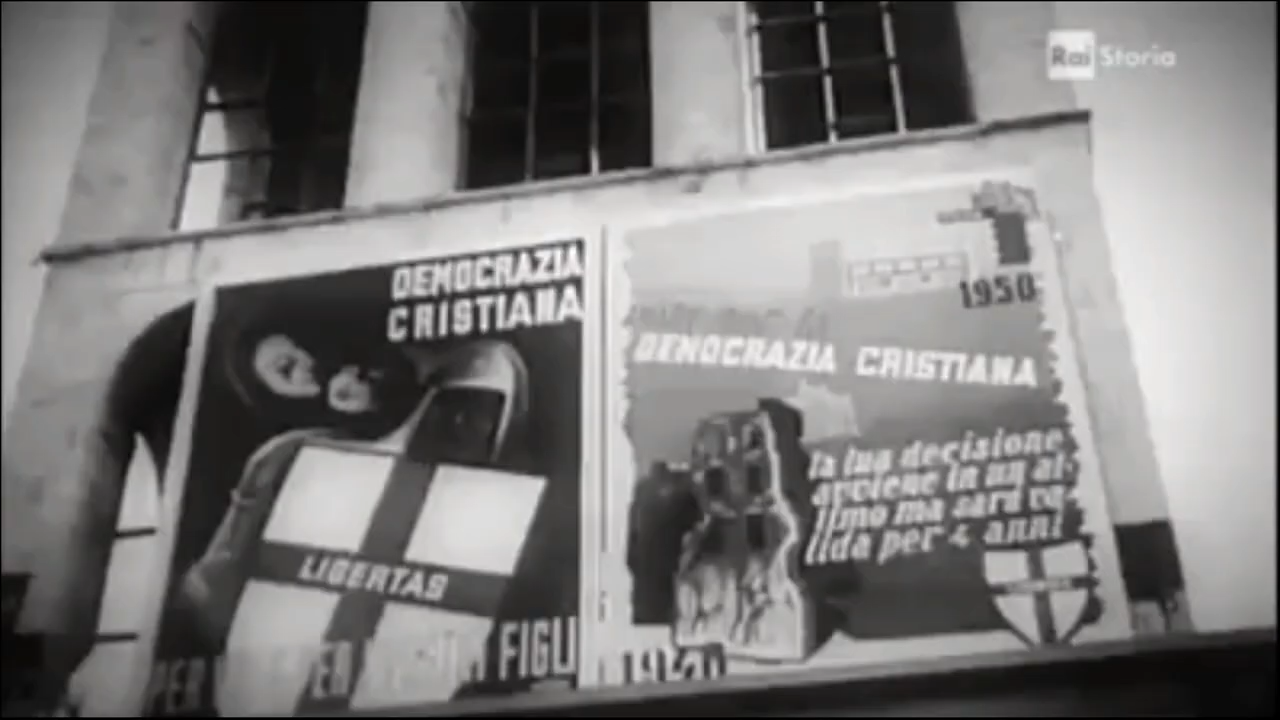 Rai Storia
DEMOCRAZIA
CRISTIANA
LIBERTAS
PER
FIGLI
1950
DEMOCRAZIA CRISTIANA
la tua decisione
avviene in un at-
timo ma sarà va-
lida per 4 anni